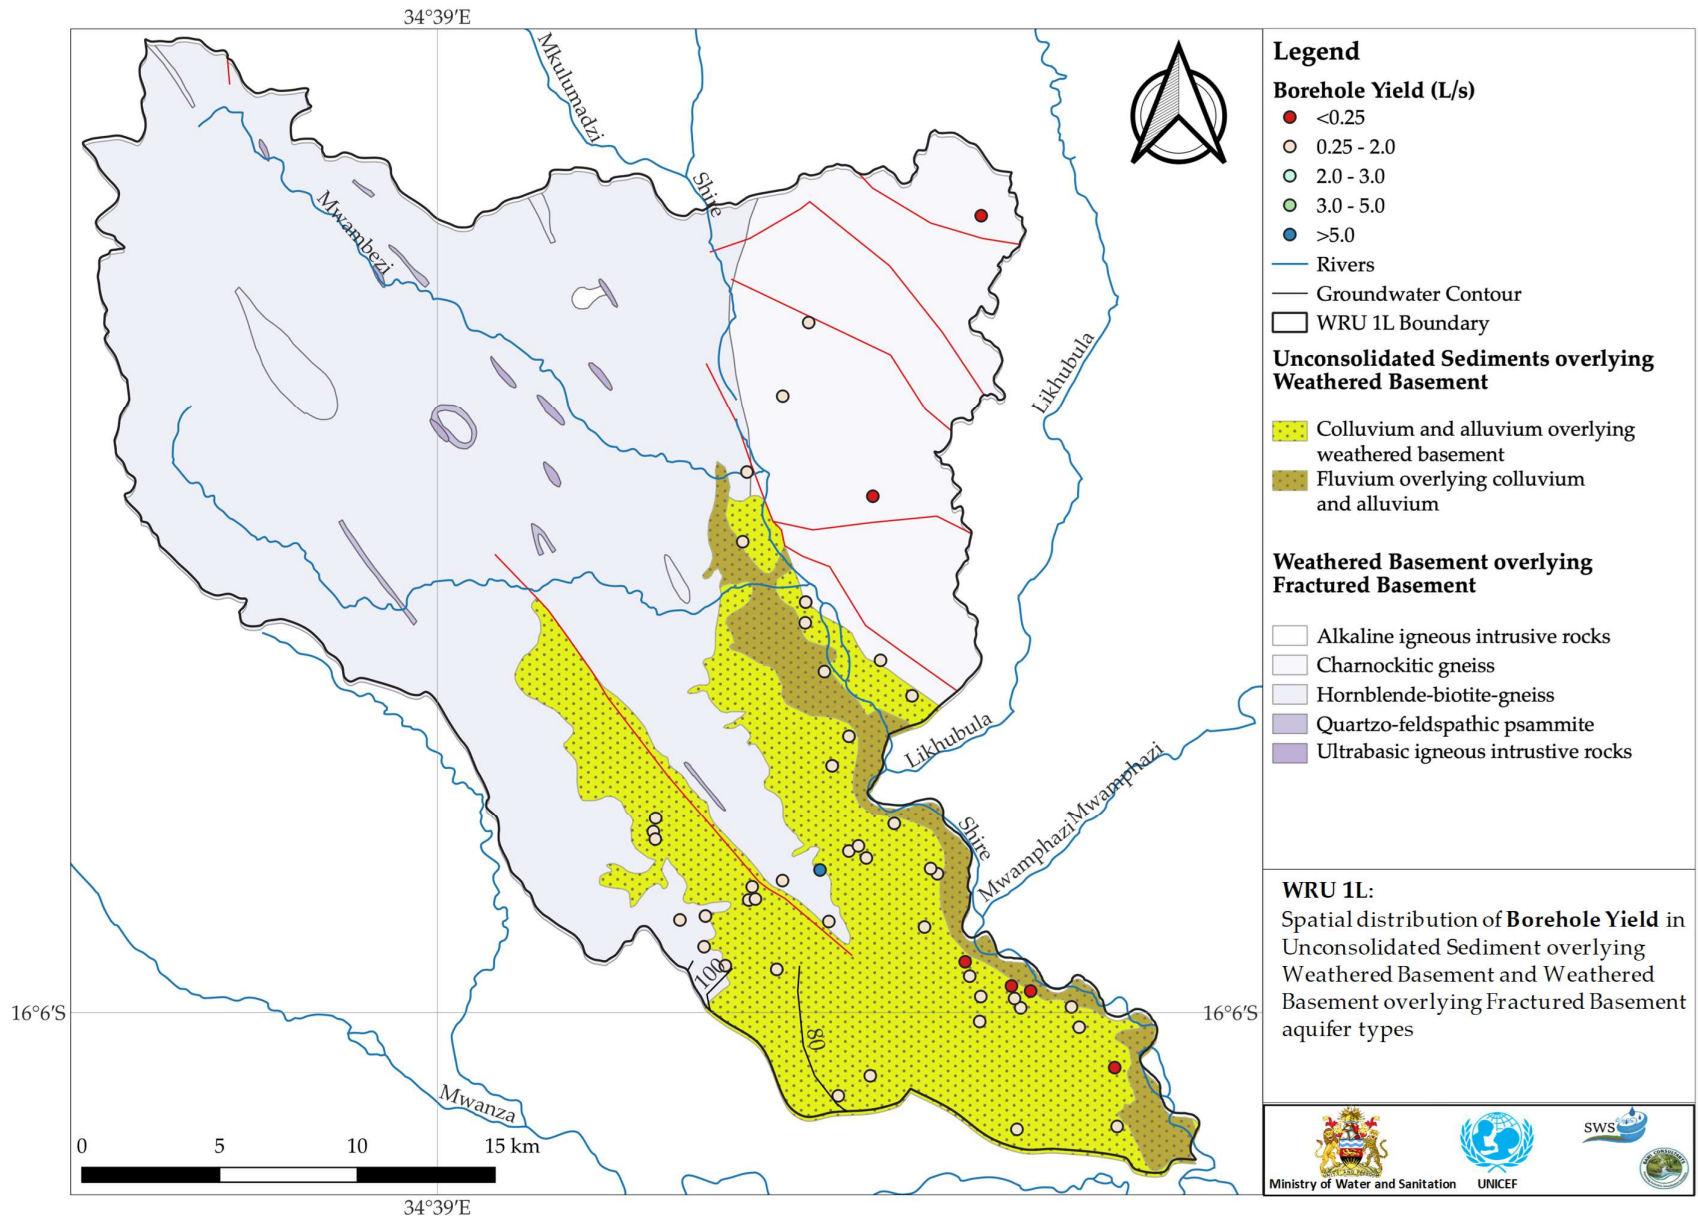 34°39′E
Mkulumadzi
Shire
Mwambezi
Likhubula
Likhubula
Shire
Mwamphazi
Mwamphazi
16°6′S
16°6′S
100
80
Mwanza
0 5 10 15 km
34°39′E
Legend
Borehole Yield (L/s)
<0.25
0.25 - 2.0
2.0 - 3.0
3.0 - 5.0
>5.0
Rivers
Groundwater Contour
WRU 1L Boundary
Unconsolidated Sediments overlying
Weathered Basement
Colluvium and alluvium overlying
weathered basement
Fluvium overlying colluvium
and alluvium
Weathered Basement overlying
Fractured Basement
Alkaline igneous intrusive rocks
Charnockitic gneiss
Hornblende-biotite-gneiss
Quartzo-feldspathic psammite
Ultrabasic igneous intrustive rocks
WRU 1L:
Spatial distribution of Borehole Yield in
Unconsolidated Sediment overlying
Weathered Basement and Weathered
Basement overlying Fractured Basement
aquifer types
Ministry of Water and Sanitation
UNICEF
SWS